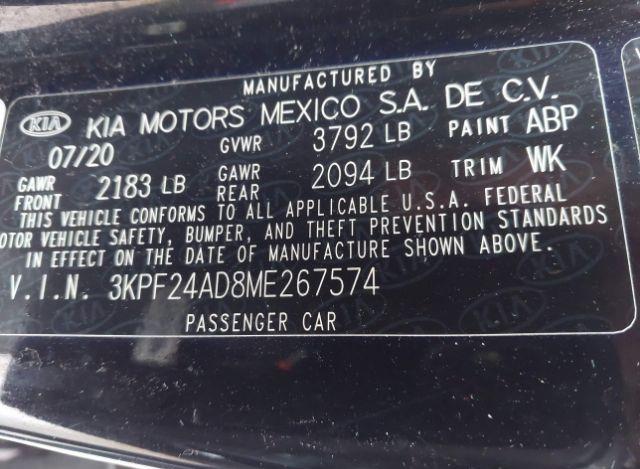 MANUFACTURED BY
KIA KIA MOTORS MEXICO S.A. DE C.V.
07/20 GVWR 3792 LB PAINT ABP
GAWR FRONT 2183 LB GAWR REAR 2094 LB TRIM WK
THIS VEHICLE CONFORMS TO ALL APPLICABLE U.S.A. FEDERAL
OTOR VEHICLE SAFETY, BUMPER, AND THEFT PREVENTION STANDARDS
IN EFFECT ON THE DATE OF MANUFACTURE SHOWN ABOVE.
V.I.N. 3KPF24AD8ME267574
PASSENGER CAR